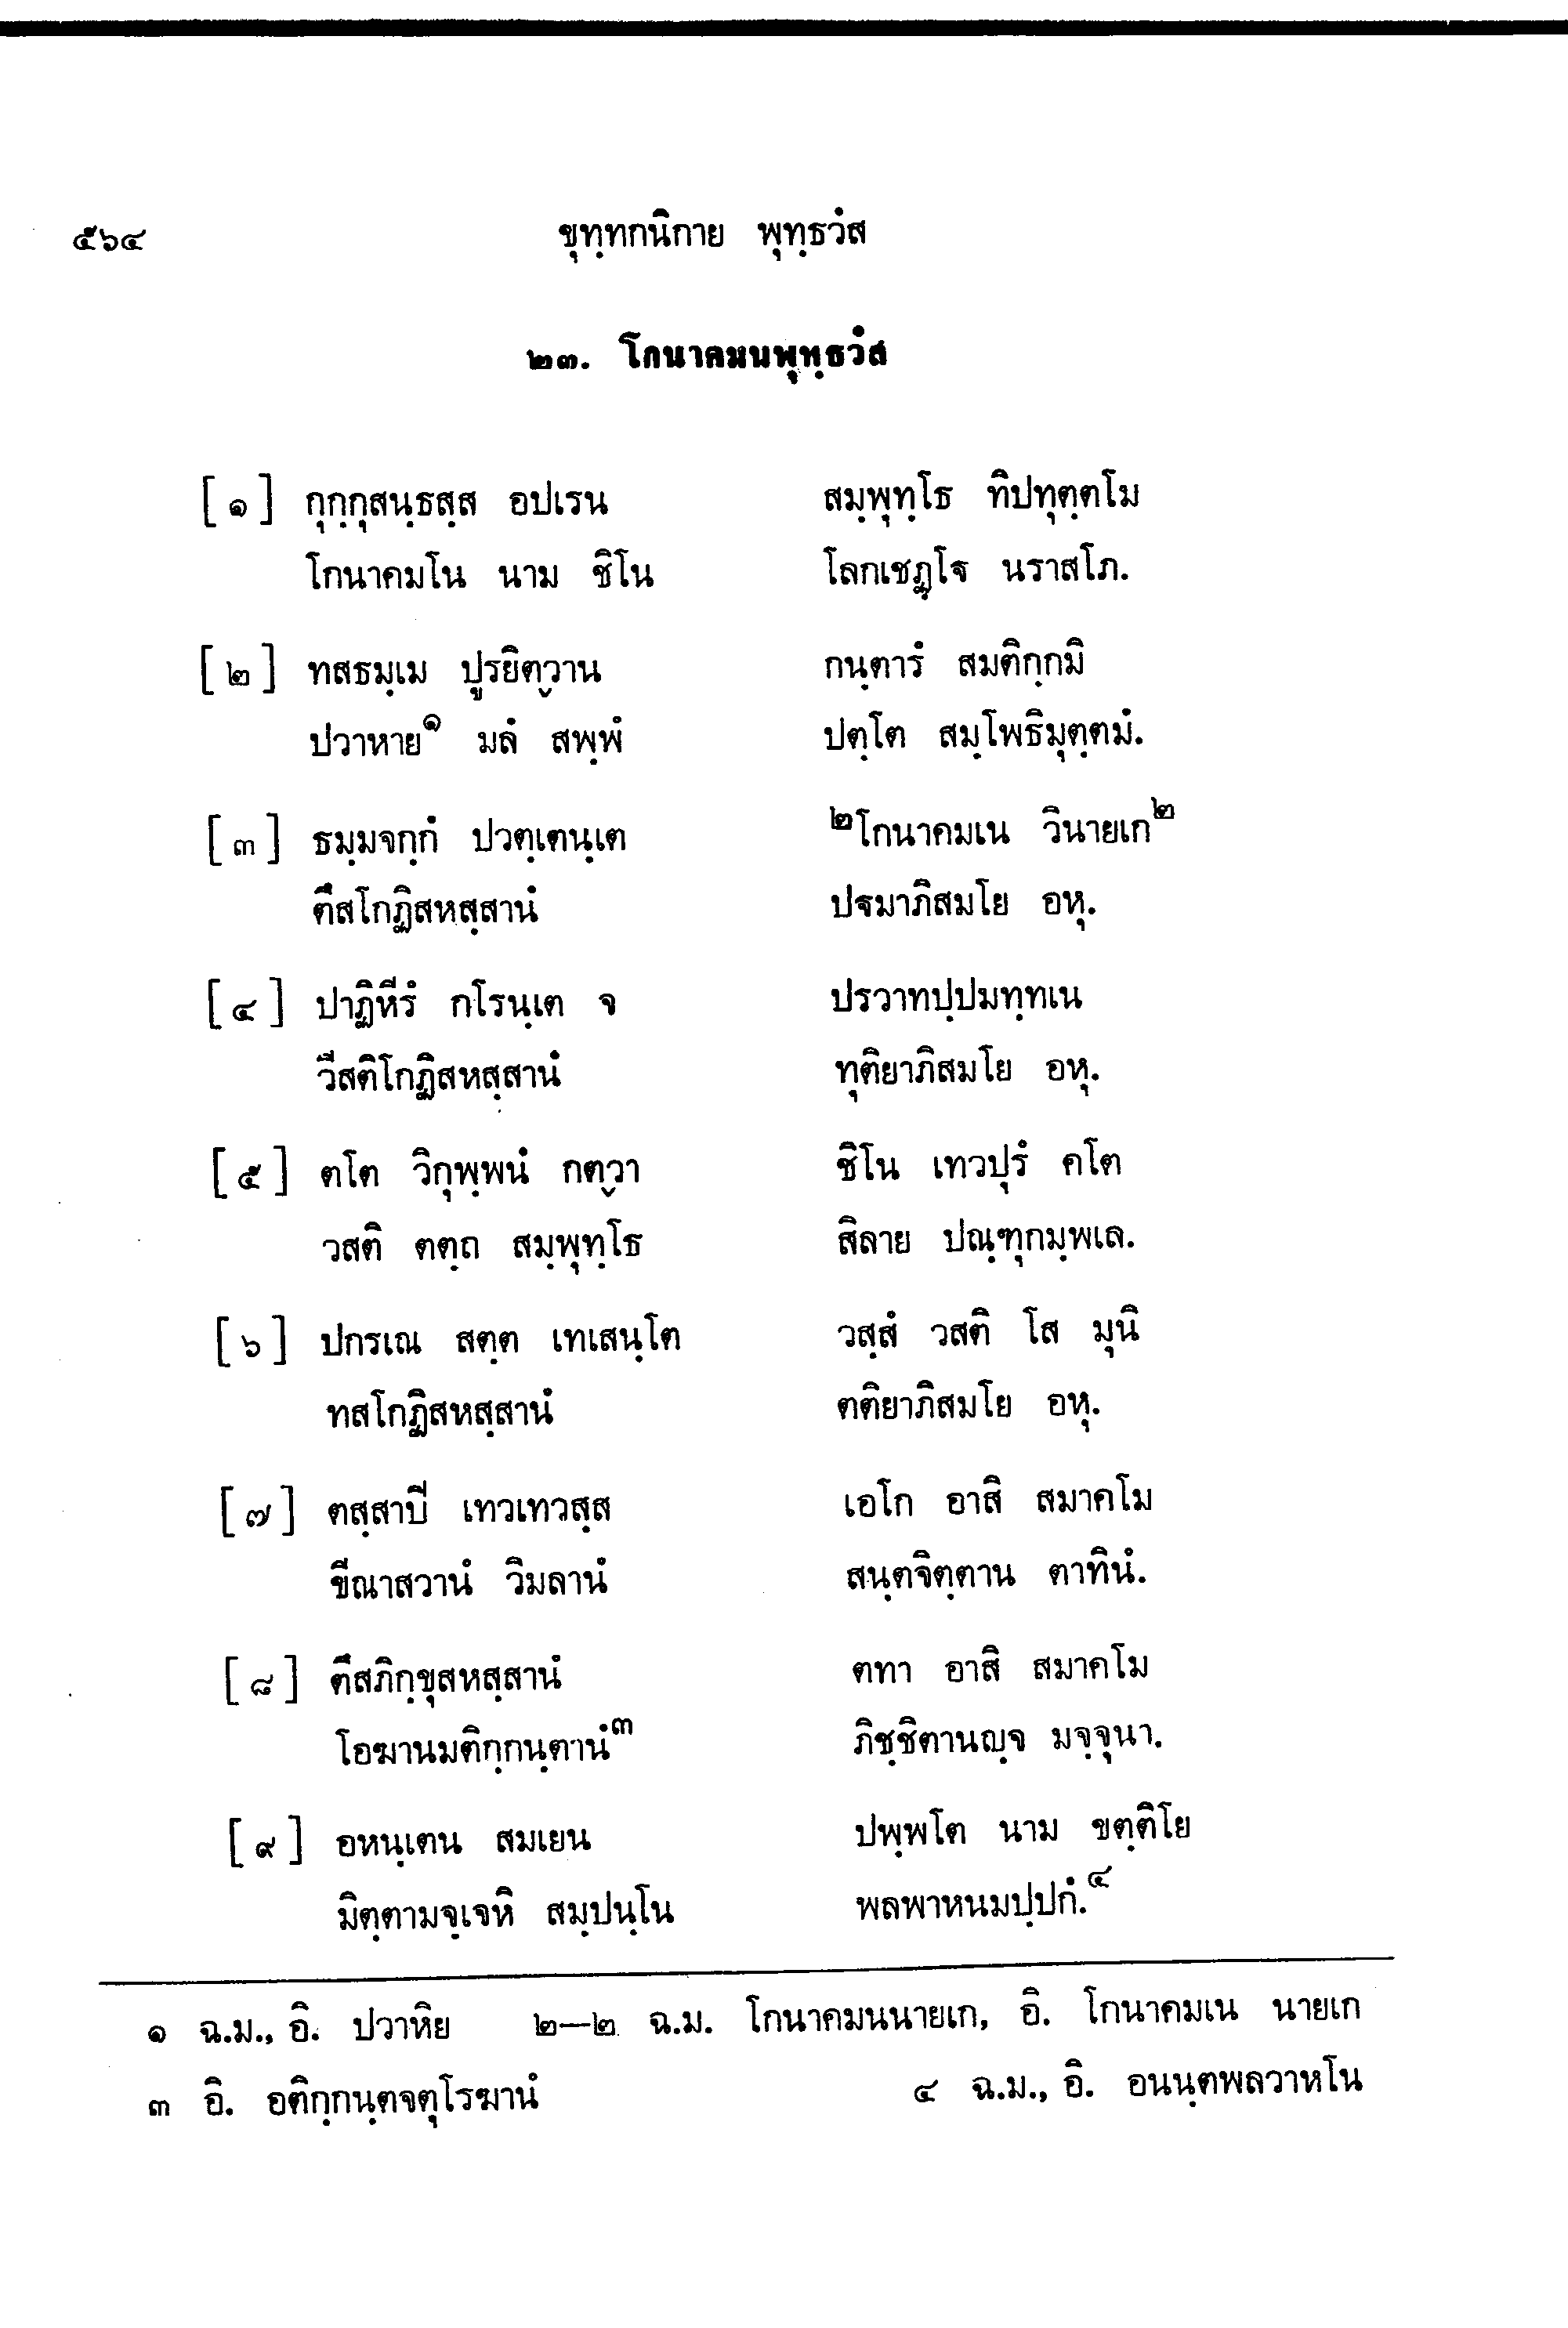 ๕๖๔ ขุทฺทกนิกาย พุทฺธวํส
๒๓. โกนาคมนพุทฺธวํส
[๑] กุกฺกุสนฺธสฺส อปเรน สมฺพุทฺโธ ทิปทุตฺตโม
โกนาคมโน นาม ชิโน โลกเชฏฺโฐ นราสโภ.
[๒] ทสธมฺเม ปูรยิตฺวาน กนฺตารํ สมติกฺกมิ
ปวาหาย๑ มลํ สพฺพํ ปตฺโต สมฺโพธิมุตฺตมํ.
[๓] ธมฺมจกฺกํ ปวตฺเตนฺเต ๒โกนาคมเน วินายเก๒
ตึสโกฏิสหสฺสานํ ปฐมาภิสมโย อหุ.
[๔] ปาฏิหีรํ กโรนฺเต จ ปรวาทปฺปมทฺทเน
วีสติโกฏิสหสฺสานํ ทุติยาภิสมโย อหุ.
[๕] ตโต วิกุพฺพนํ กตฺวา ชิโน เทวปุรํ คโต
วสติ ตตฺถ สมฺพุทฺโธ สิลาย ปณฺฑุกมฺพเล.
[๖] ปกรเณ สตฺต เทเสนฺโต วสฺสํ วสติ โส มุนิ
ทสโกฏิสหสฺสานํ ตติยาภิสมโย อหุ.
[๗] ตสฺสาปิ เทวเทวสฺส เอโก อาสิ สมาคโม
ขีณาสวานํ วิมลานํ สนฺตจิตฺตาน ตาทินํ.
[๘] ตึสภิกฺขุสหสฺสานํ ตทา อาสิ สมาคโม
โอฆานมติกฺกนฺตานํ๓ ภิชฺชิตานญฺจ มจฺจุนา.
[๙] อหนฺเตน สมเยน ปพฺพโต นาม ขตฺติโย
มิตฺตามจฺเจหิ สมฺปนฺโน พลพาหนมปฺปกํ.๔
๑ ฉ.ม., อิ. ปวาหิย ๒—๒ ฉ.ม. โกนาคมนนายเก, อิ. โกนาคมเน นายเก
๓ อิ. อติกฺกนฺตจตุโรฆานํ ๔ ฉ.ม., อิ. อนนฺตพลวาหโน